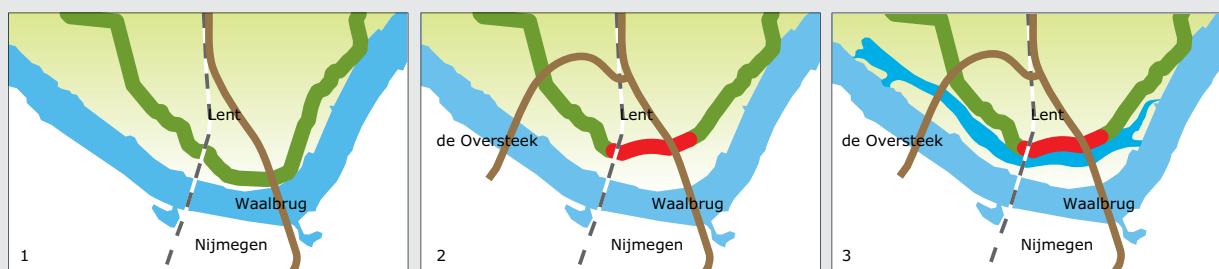 Lent
Waalbrug
Nijmegen
1
Lent
de Oversteek
Waalbrug
Nijmegen
2
Lent
de Oversteek
Waalbrug
Nijmegen
3